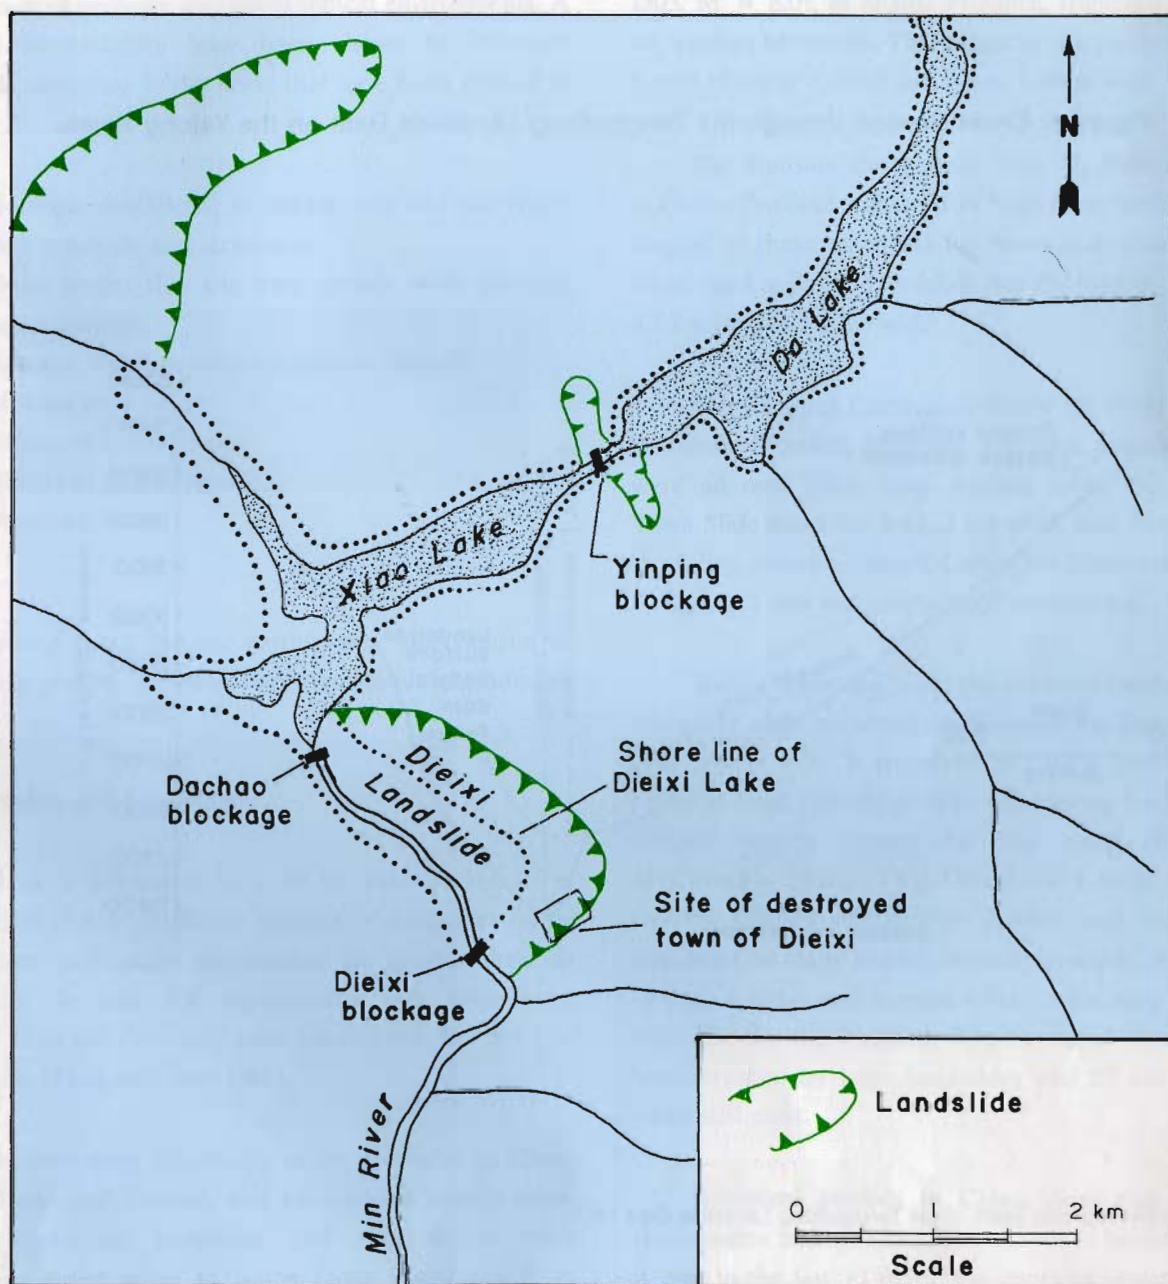 N
Da Lake
Xiao Lake
Yinping
blockage
Dieixi
Landslide
Shore line of
Dieixi Lake
Dachao
blockage
Site of destroyed
town of Dieixi
Dieixi
blockage
Min River
Landslide
0 1 2 km
Scale